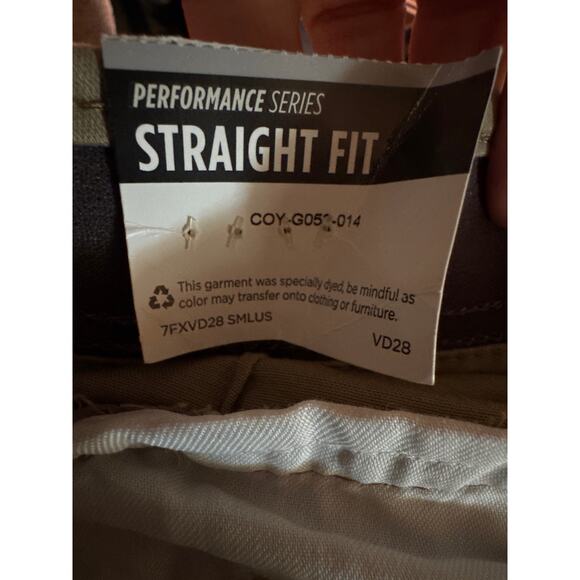 PERFORMANCE SERIES
STRAIGHT FIT
COY-G052-014
This garment was specially dyed, be mindful as
color may transfer onto clothing or furniture.
7FXVD28 SMLUS
VD28